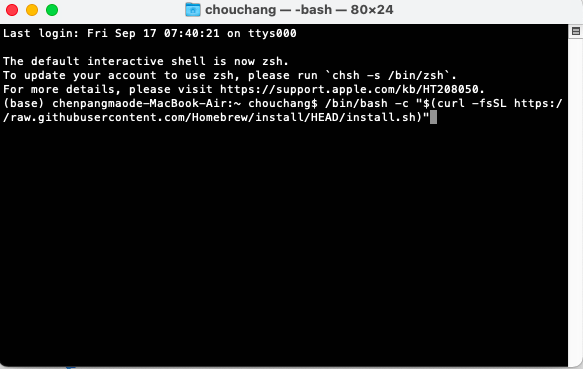 chouchang — -bash — 80×24
Last login: Fri Sep 17 07:40:21 on ttys000
The default interactive shell is now zsh.
To update your account to use zsh, please run `chsh -s /bin/zsh`.
For more details, please visit https://support.apple.com/kb/HT208050.
(base) chenpangmaode-MacBook-Air:~ chouchang$ /bin/bash -c "$(curl -fsSL https:/
/raw.githubusercontent.com/Homebrew/install/HEAD/install.sh)"